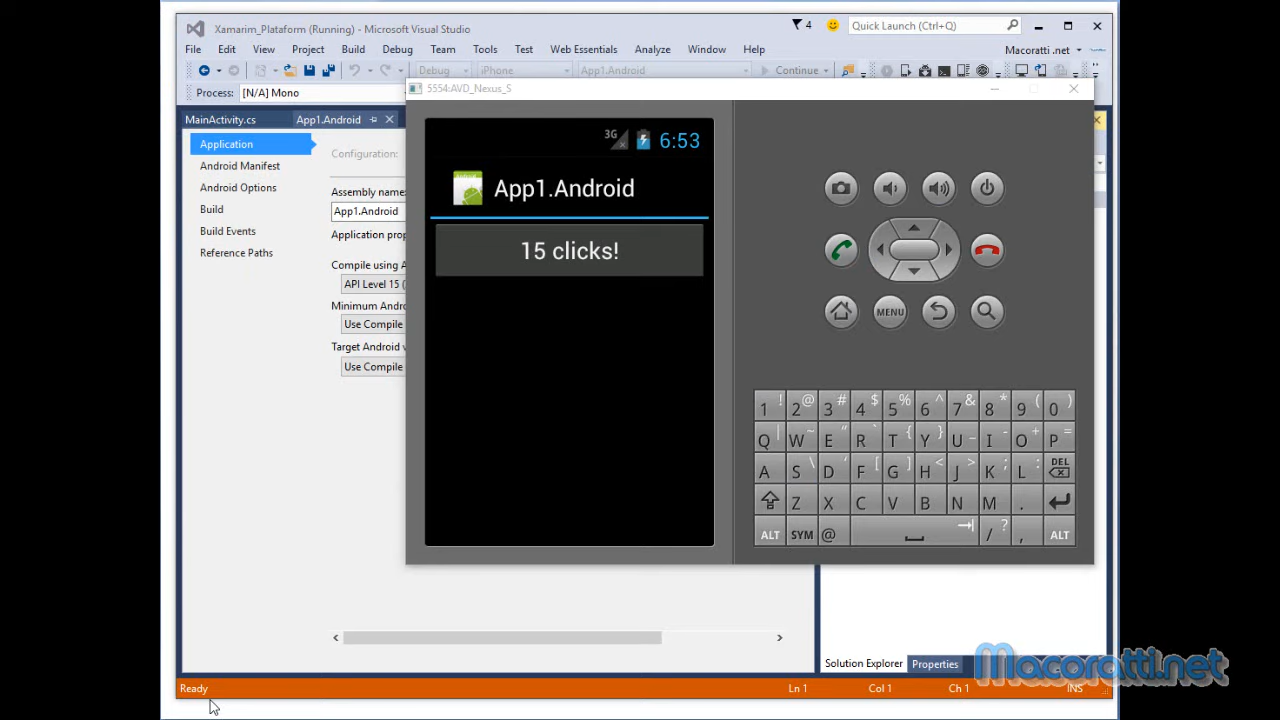 Xamarim_Plataform (Running) - Microsoft Visual Studio
4
Quick Launch (Ctrl+Q)
File Edit View Project Build Debug Team Tools Test Web Essentials Analyze Window Help
Macoratti .net
Debug iPhone App1.Android Continue
Process: [N/A] Mono
5554:AVD_Nexus_S
MainActivity.cs App1.Android
Application
Android Manifest
Android Options
Build
Build Events
Reference Paths
Configuration:
Assembly name:
App1.Android
Application prop
Compile using A
API Level 15 (
Minimum Andro
Use Compile
Target Android v
Use Compile
3G 6:53
App1.Android
15 clicks!
MENU
1 ! 2 @ 3 # 4 $ 5 % 6 ^ 7 & 8 * 9 ( 0 )
Q | W ~ E " R ` T { Y } U _ I - O + P =
A S \ D ' F [ G ] H < J > K ; L : DEL
Z X C V B N M .
ALT SYM @ / ? , ALT
Solution Explorer Properties
Macoratti.net
Ready Ln 1 Col 1 Ch 1 INS